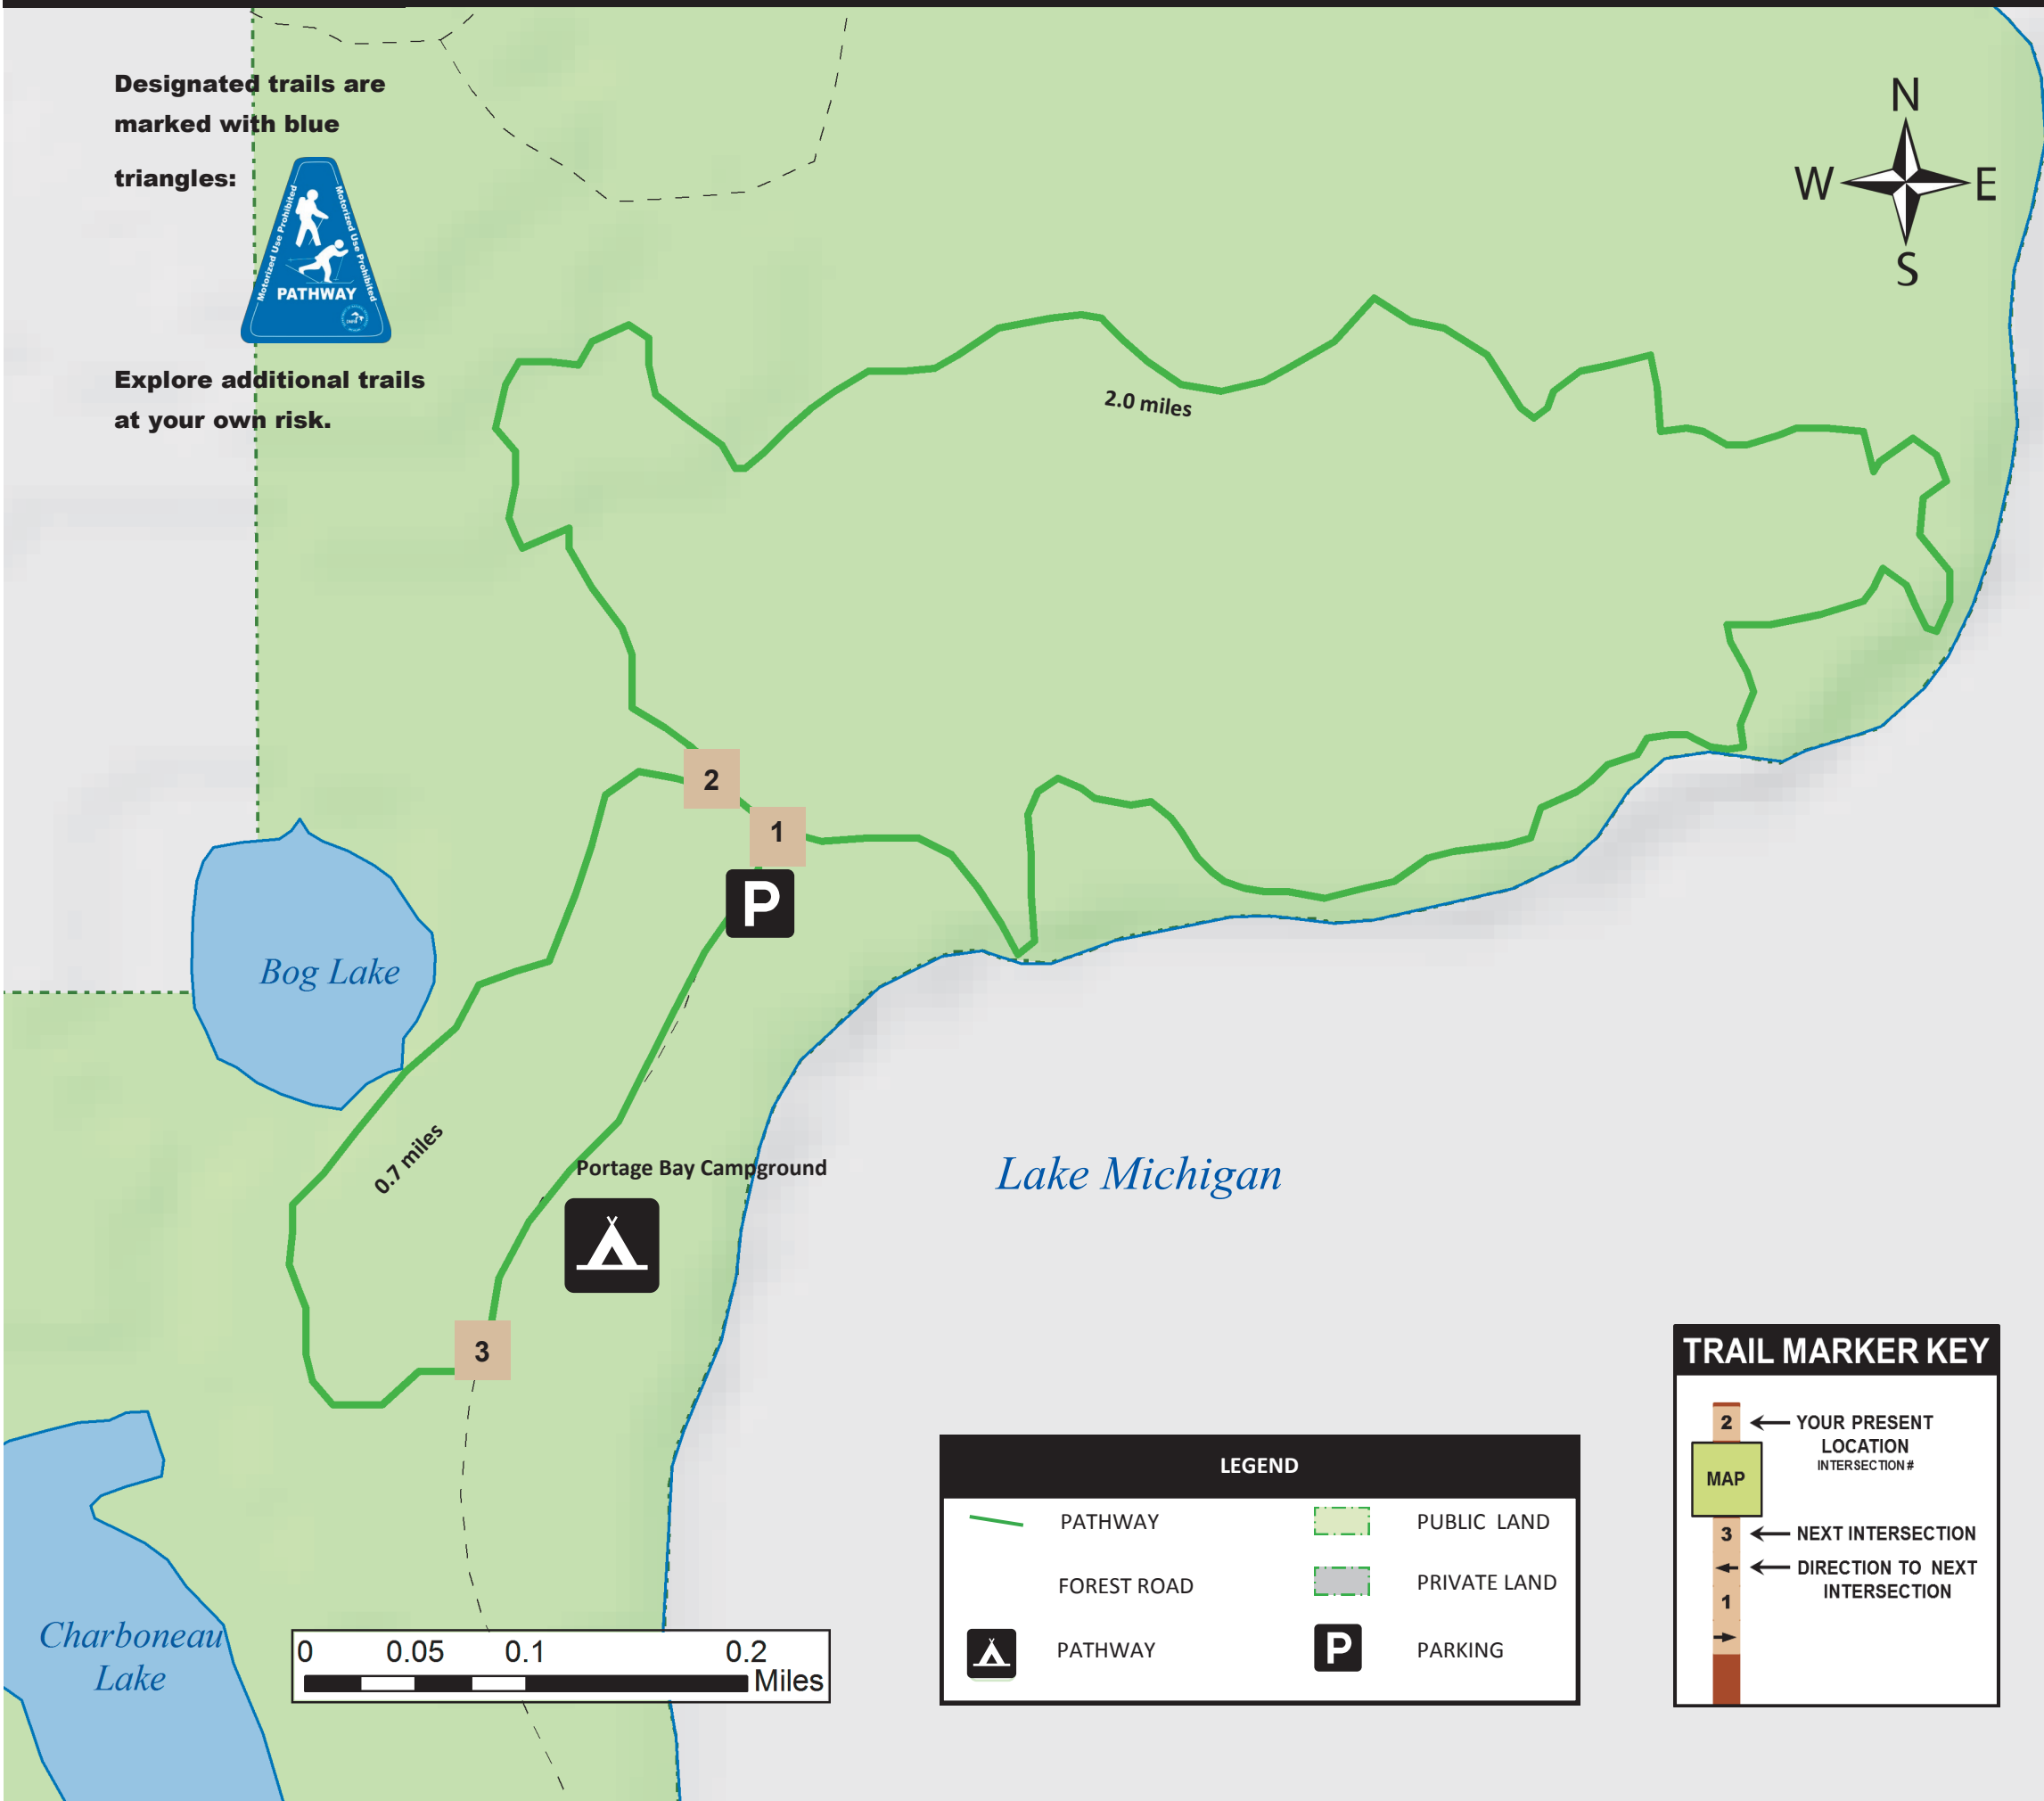 Designated trails are
marked with blue
triangles:
Motorized Use Prohibited
Motorized Use Prohibited
PATHWAY
Explore additional trails
at your own risk.
N
W
E
S
2.0 miles
2
1
P
Bog Lake
0.7 miles
Portage Bay Campground
Lake Michigan
3
Charboneau
Lake
0
0.05
0.1
0.2
Miles
LEGEND
PATHWAY
PUBLIC LAND
FOREST ROAD
PRIVATE LAND
PATHWAY
P
PARKING
TRAIL MARKER KEY
2
YOUR PRESENT
LOCATION
INTERSECTION #
MAP
3
NEXT INTERSECTION
DIRECTION TO NEXT
INTERSECTION
1